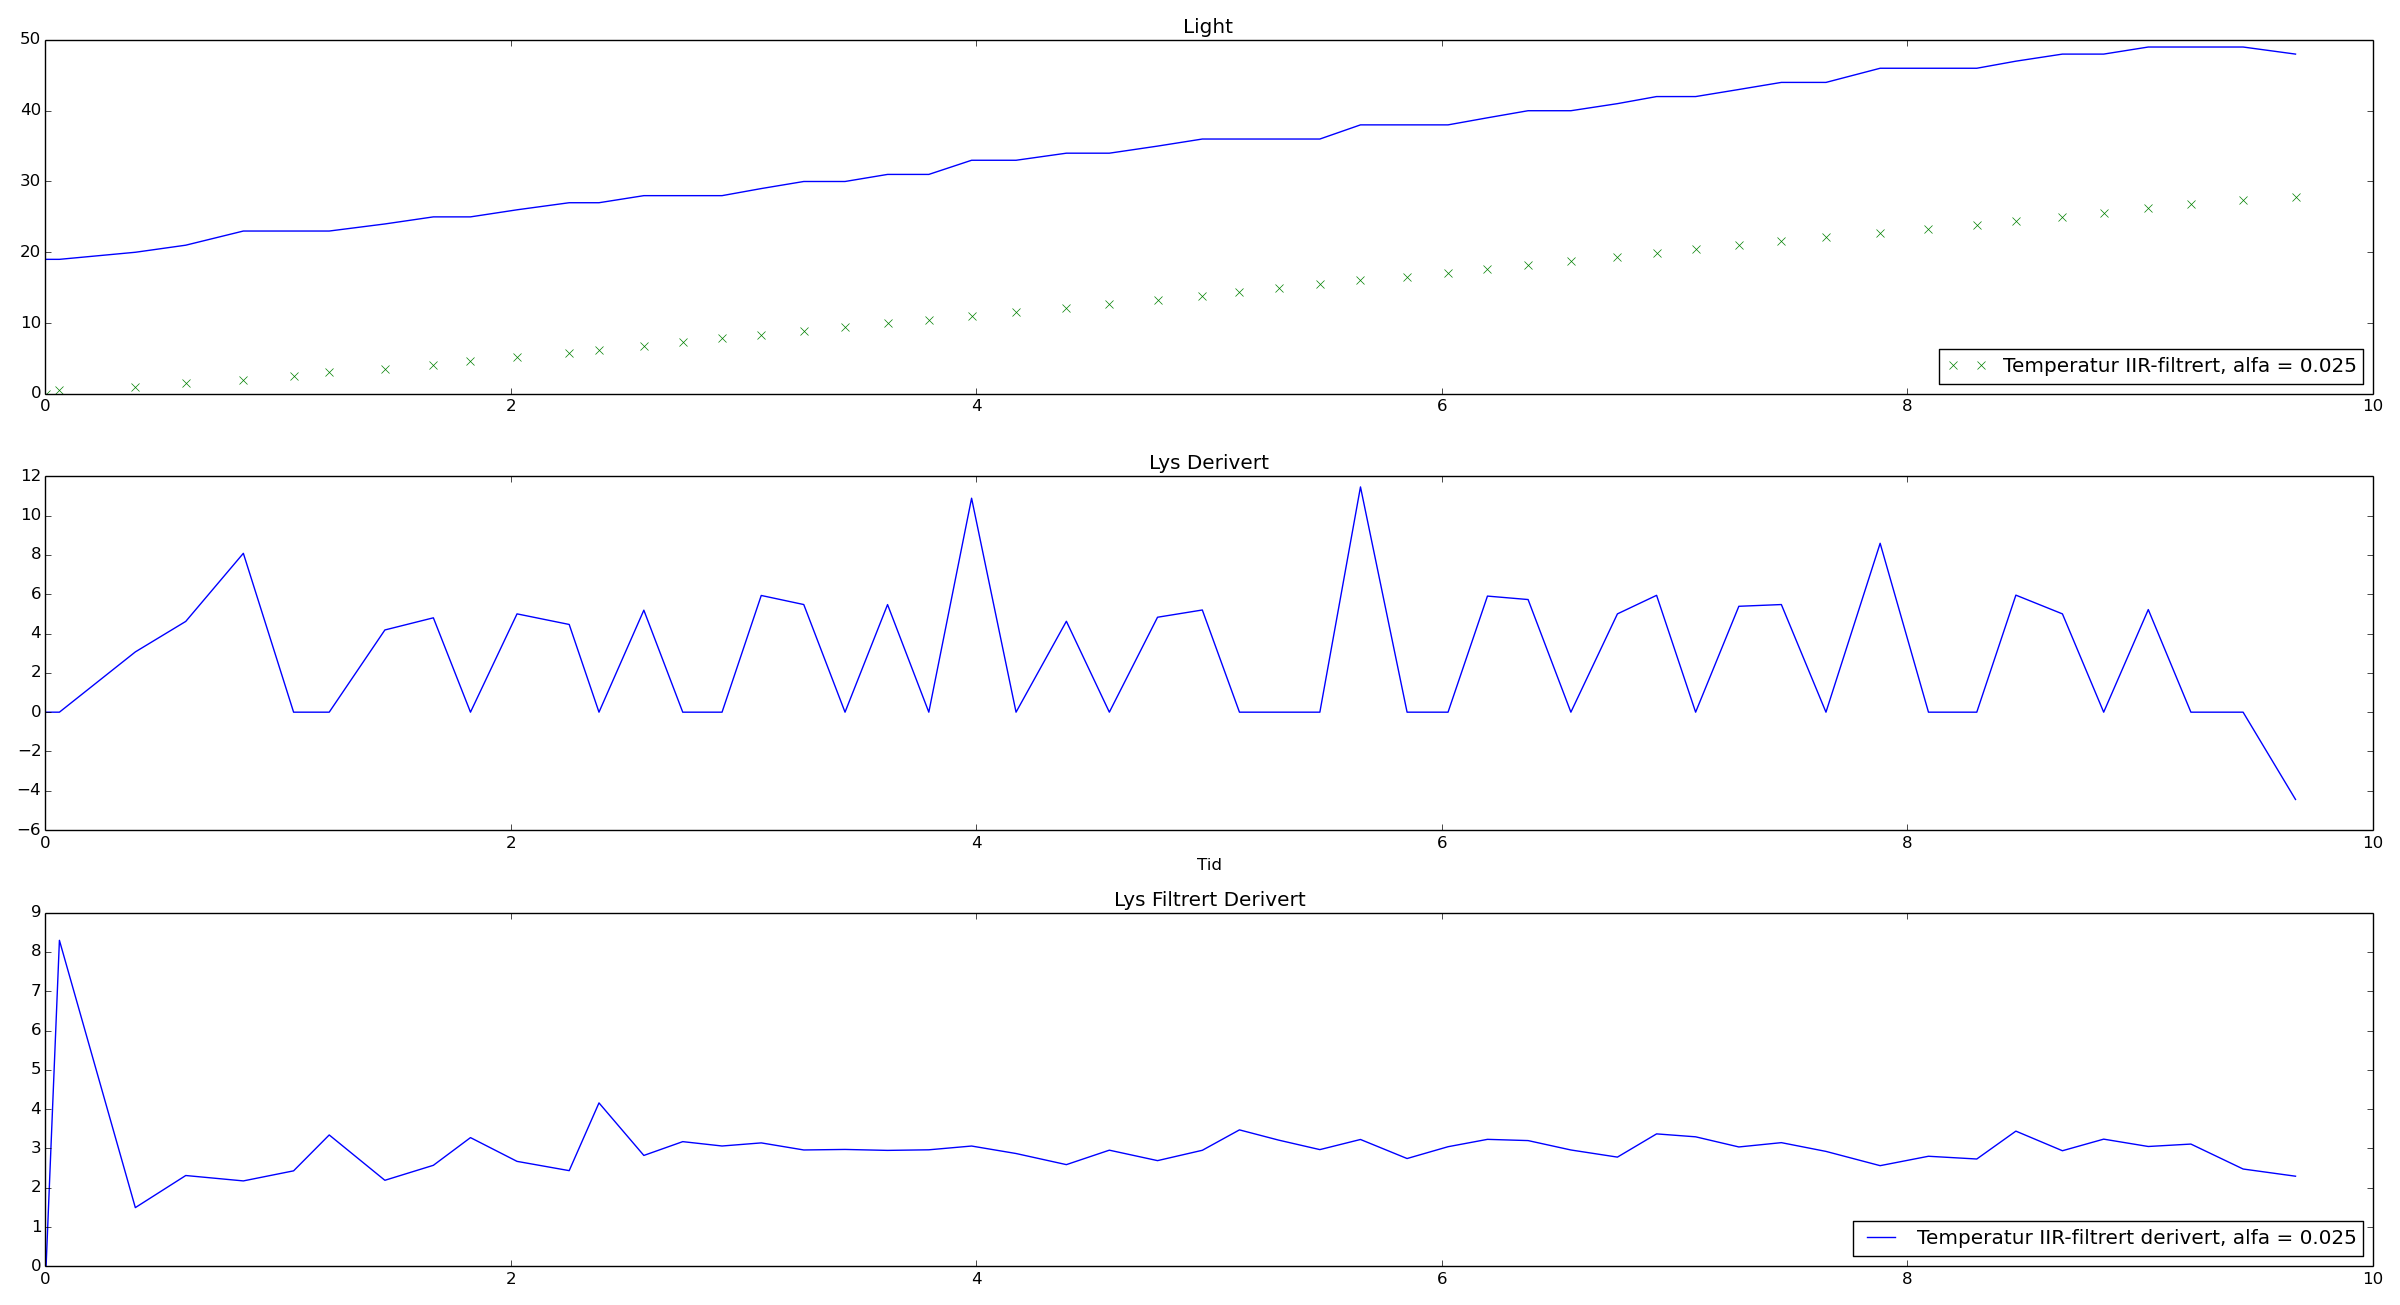 Light
50
40
30
20
10
0
0 2 4 6 8 10
Temperatur IIR-filtrert, alfa = 0.025
Lys Derivert
12
10
8
6
4
2
0
−2
−4
−6
0 2 4 6 8 10
Tid
Lys Filtrert Derivert
9
8
7
6
5
4
3
2
1
0
0 2 4 6 8 10
Temperatur IIR-filtrert derivert, alfa = 0.025